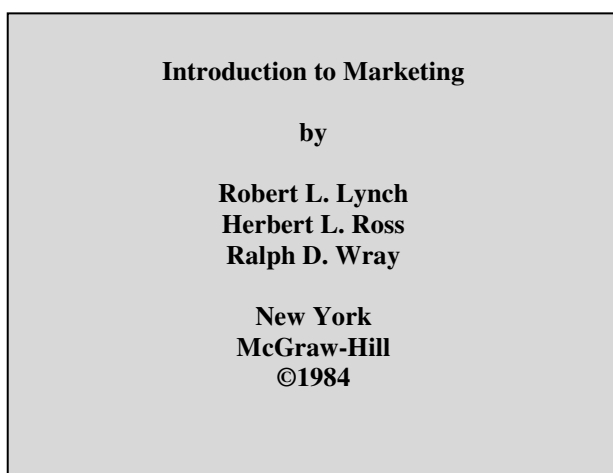 Introduction to Marketing
by
Robert L. Lynch
Herbert L. Ross
Ralph D. Wray
New York
McGraw-Hill
©1984